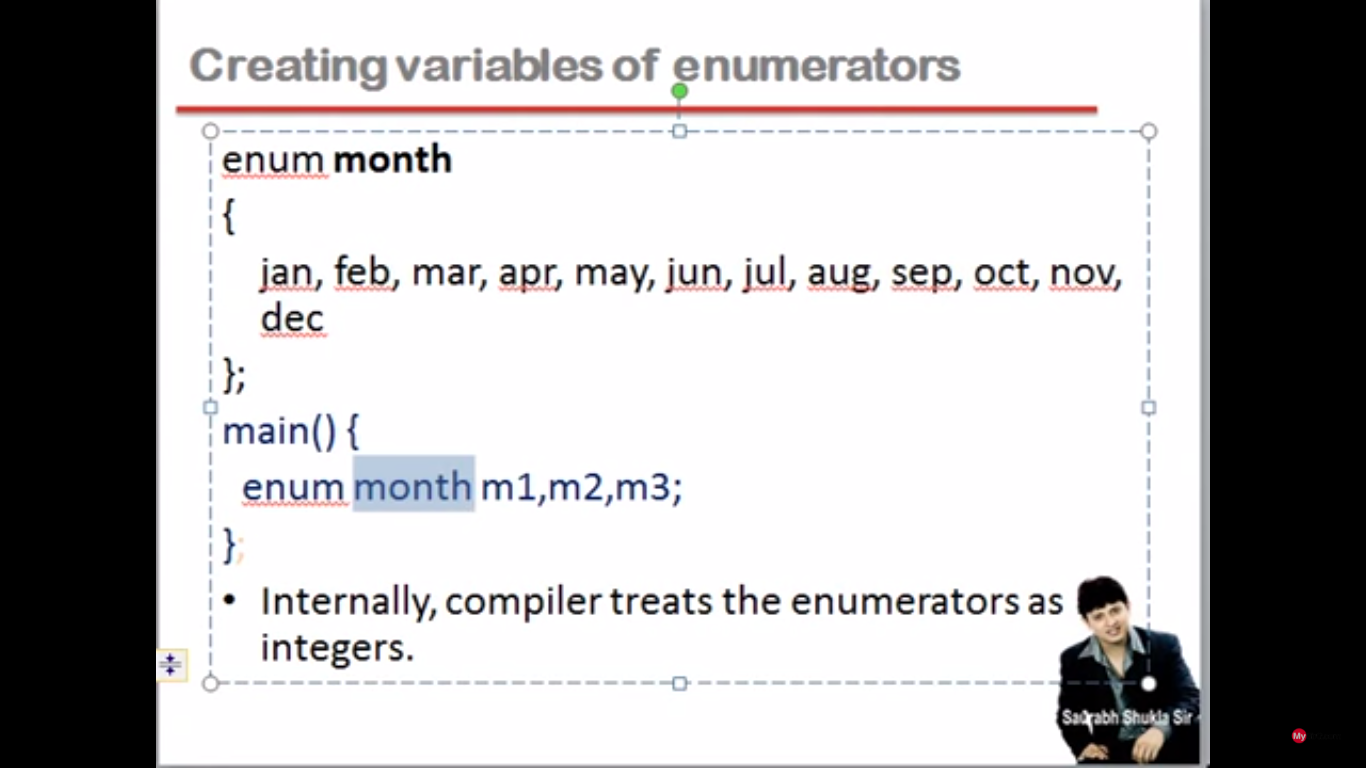 Creating variables of enumerators
enum month
{
jan, feb, mar, apr, may, jun, jul, aug, sep, oct, nov,
dec
};
main() {
enum month m1,m2,m3;
};
• Internally, compiler treats the enumerators as
integers.
Saurabh Shukla Sir
My